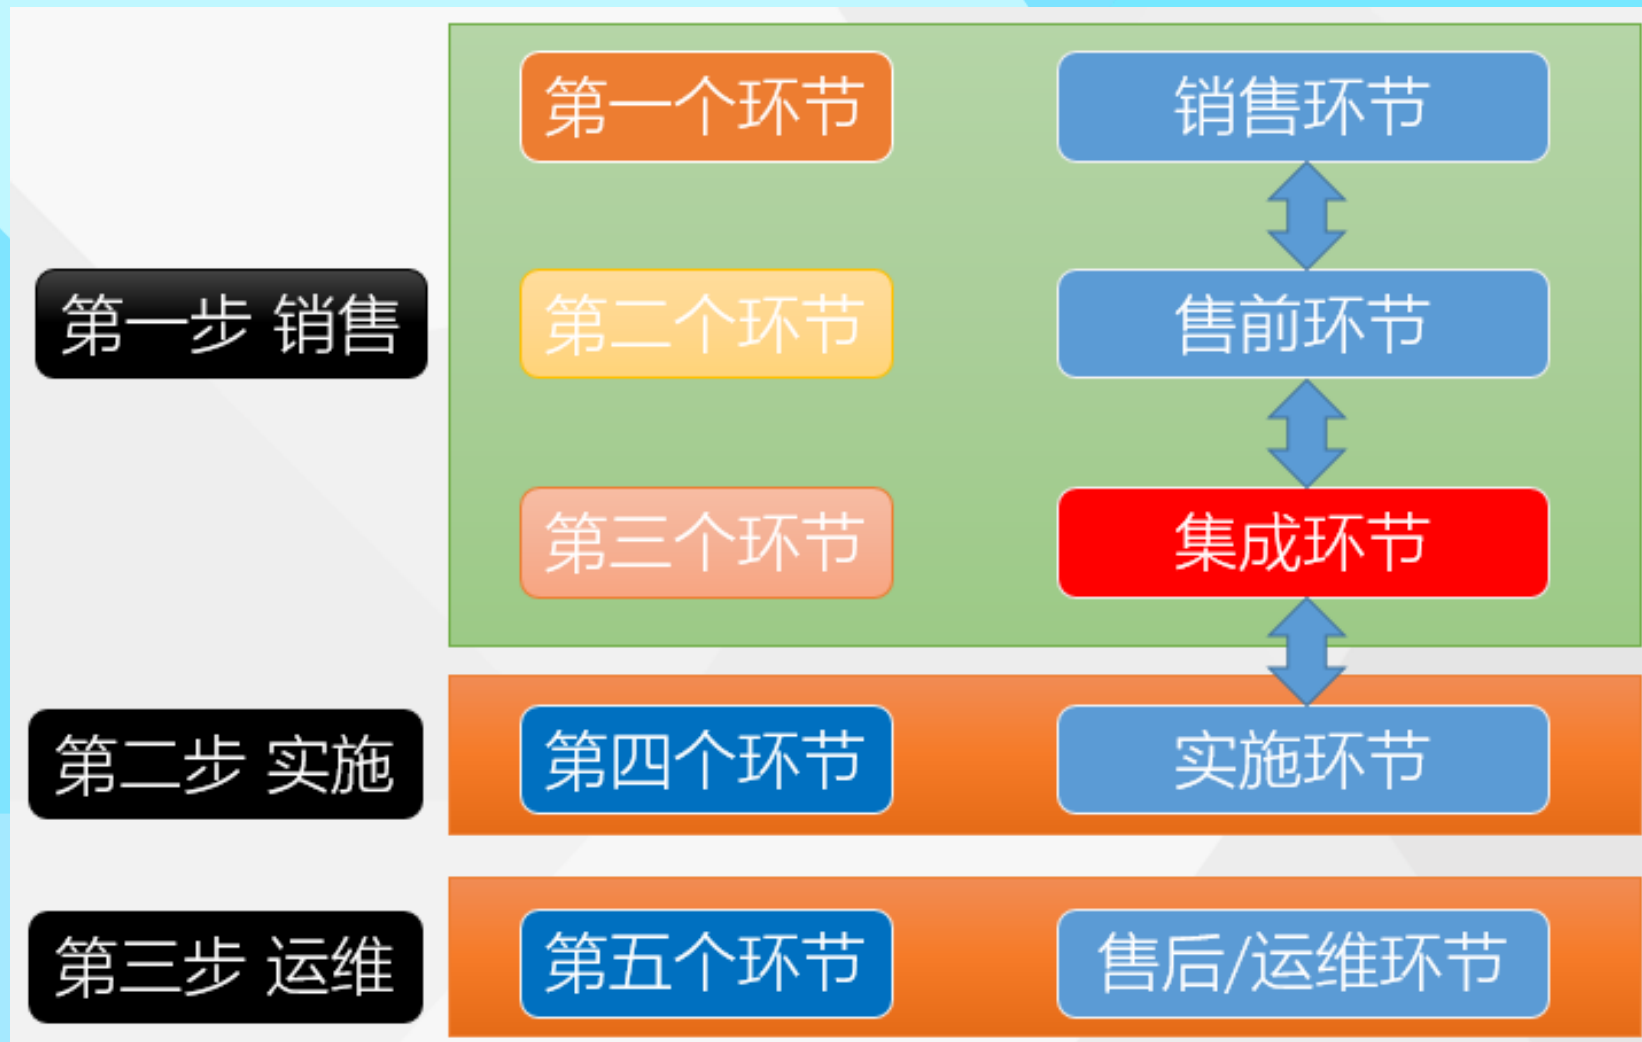 第一个环节
销售环节
第一步 销售
第二个环节
售前环节
第三个环节
集成环节
第二步 实施
第四个环节
实施环节
第三步 运维
第五个环节
售后/运维环节